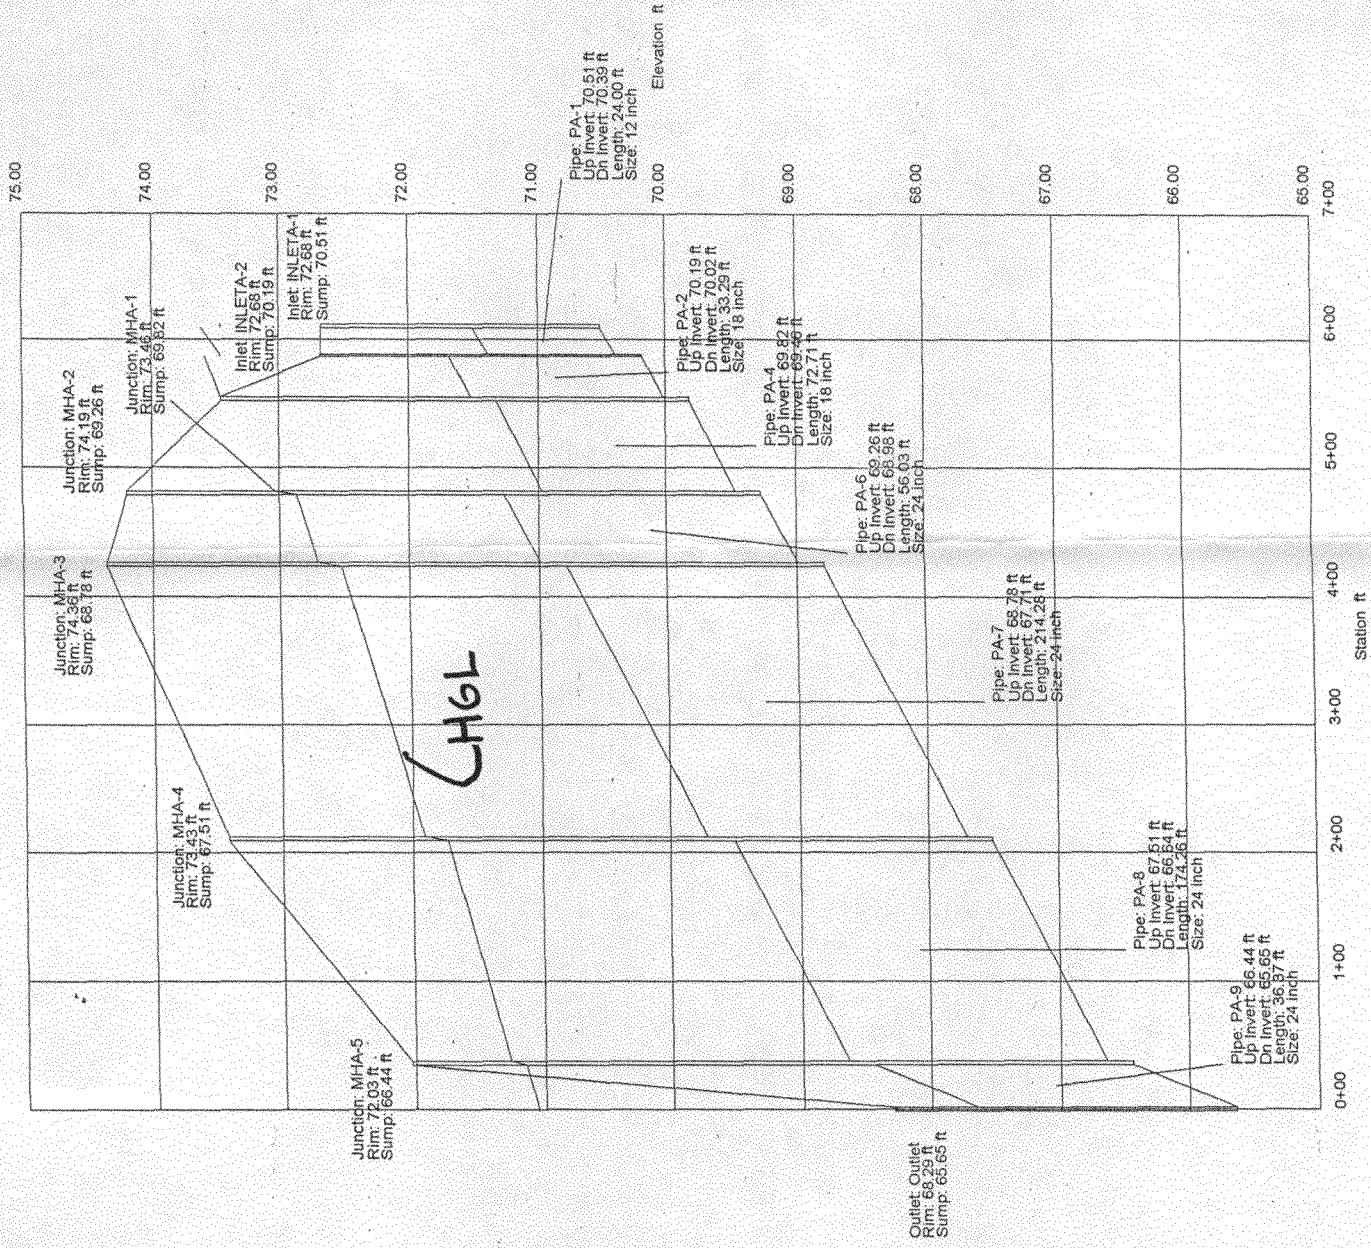 Junction: MHA-5
Rim: 72.03 ft
Sump: 66.44 ft
Junction: MHA-4
Rim: 73.43 ft
Sump: 67.51 ft
Junction: MHA-3
Rim: 74.36 ft
Sump: 68.78 ft
Junction: MHA-2
Rim: 74.19 ft
Sump: 69.26 ft
Junction: MHA-1
Rim: 73.46 ft
Sump: 69.82 ft
Inlet: INLETA-2
Rim: 72.68 ft
Sump: 70.19 ft
Inlet: INLETA-1
Rim: 72.68 ft
Sump: 70.51 ft
HGL
Outlet: Outlet
Rim: 68.29 ft
Sump: 65.65 ft
Pipe: PA-9
Up Invert: 66.44 ft
Dn Invert: 65.65 ft
Length: 36.37 ft
Size: 24 inch
Pipe: PA-8
Up Invert: 67.51 ft
Dn Invert: 66.64 ft
Length: 174.26 ft
Size: 24 inch
Pipe: PA-7
Up Invert: 68.78 ft
Dn Invert: 67.71 ft
Length: 214.28 ft
Size: 24 inch
Pipe: PA-6
Up Invert: 69.26 ft
Dn Invert: 68.98 ft
Length: 56.03 ft
Size: 24 inch
Pipe: PA-4
Up Invert: 69.82 ft
Dn Invert: 69.46 ft
Length: 72.71 ft
Size: 18 inch
Pipe: PA-2
Up Invert: 70.19 ft
Dn Invert: 70.02 ft
Length: 33.29 ft
Size: 18 inch
Pipe: PA-1
Up Invert: 70.51 ft
Dn Invert: 70.39 ft
Length: 24.00 ft
Size: 12 inch
75.00
74.00
73.00
72.00
71.00
70.00
69.00
68.00
67.00
66.00
65.00
Elevation ft
0+00
1+00
2+00
3+00
4+00
5+00
6+00
7+00
Station ft